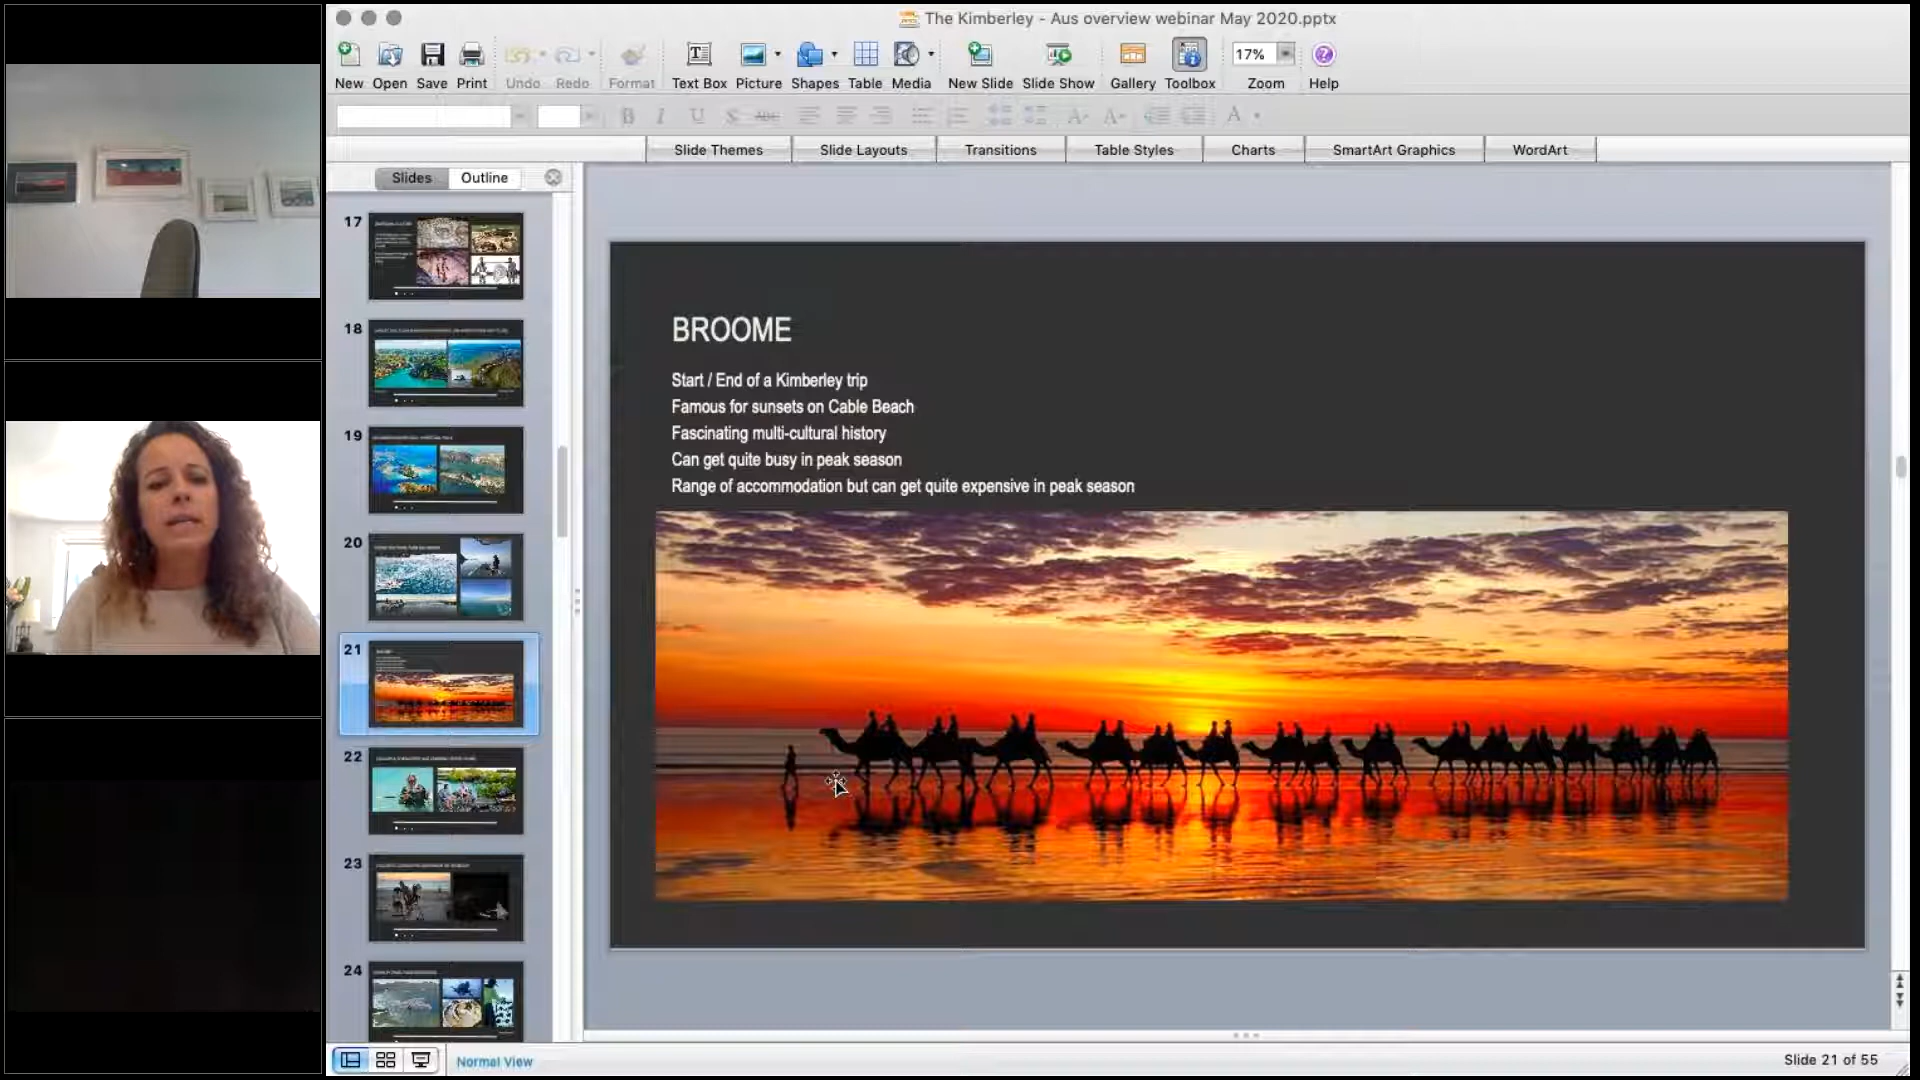 The Kimberley - Aus overview webinar May 2020.pptx
New Open Save Print Undo Redo Format Text Box Picture Shapes Table Media New Slide Slide Show Gallery Toolbox 17% Zoom Help
B I U S ABC A A A
Slide Themes Slide Layouts Transitions Table Styles Charts SmartArt Graphics WordArt
Slides Outline
17
18
19
20
21
22
23
24
BROOME
Start / End of a Kimberley trip
Famous for sunsets on Cable Beach
Fascinating multi-cultural history
Can get quite busy in peak season
Range of accommodation but can get quite expensive in peak season
Normal View
Slide 21 of 55